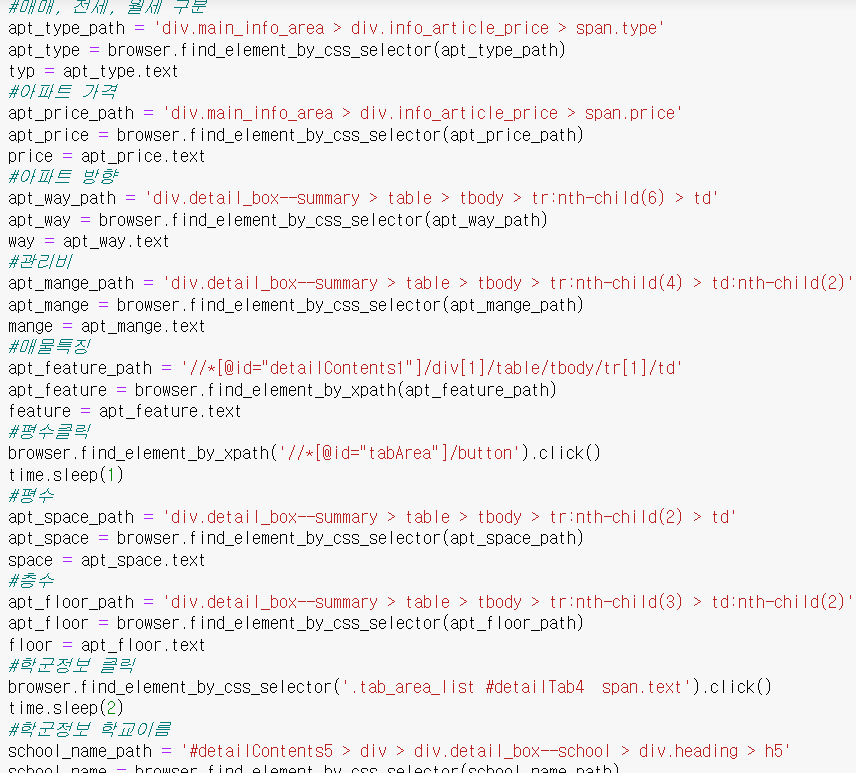 #매매, 전세, 월세 구분
apt_type_path = 'div.main_info_area > div.info_article_price > span.type'
apt_type = browser.find_element_by_css_selector(apt_type_path)
typ = apt_type.text
#아파트 가격
apt_price_path = 'div.main_info_area > div.info_article_price > span.price'
apt_price = browser.find_element_by_css_selector(apt_price_path)
price = apt_price.text
#아파트 방향
apt_way_path = 'div.detail_box--summary > table > tbody > tr:nth-child(6) > td'
apt_way = browser.find_element_by_css_selector(apt_way_path)
way = apt_way.text
#관리비
apt_mange_path = 'div.detail_box--summary > table > tbody > tr:nth-child(4) > td:nth-child(2)'
apt_mange = browser.find_element_by_css_selector(apt_mange_path)
mange = apt_mange.text
#매물특징
apt_feature_path = '//*[@id="detailContents1"]/div[1]/table/tbody/tr[1]/td'
apt_feature = browser.find_element_by_xpath(apt_feature_path)
feature = apt_feature.text
#평수클릭
browser.find_element_by_xpath('//*[@id="tabArea"]/button').click()
time.sleep(1)
#평수
apt_space_path = 'div.detail_box--summary > table > tbody > tr:nth-child(2) > td'
apt_space = browser.find_element_by_css_selector(apt_space_path)
space = apt_space.text
#층수
apt_floor_path = 'div.detail_box--summary > table > tbody > tr:nth-child(3) > td:nth-child(2)'
apt_floor = browser.find_element_by_css_selector(apt_floor_path)
floor = apt_floor.text
#학군정보 클릭
browser.find_element_by_css_selector('.tab_area_list #detailTab4  span.text').click()
time.sleep(2)
#학군정보 학교이름
school_name_path = '#detailContents5 > div > div.detail_box--school > div.heading > h5'
school_name = browser.find_element_by_css_selector(school_name_path)